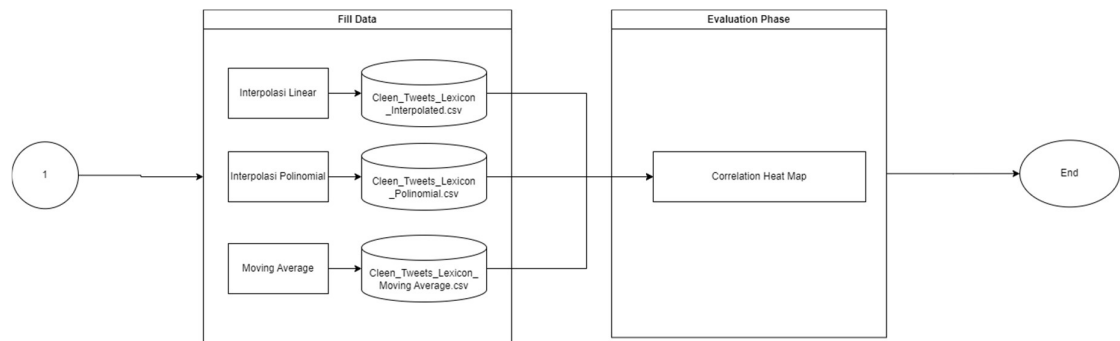 Fill Data
Evaluation Phase
Interpolasi Linear
Cleen_Tweets_Lexicon
_Interpolated.csv
1
Interpolasi Polinomial
Cleen_Tweets_Lexicon
_Polinomial.csv
Correlation Heat Map
End
Moving Average
Cleen_Tweets_Lexicon_
Moving Average.csv